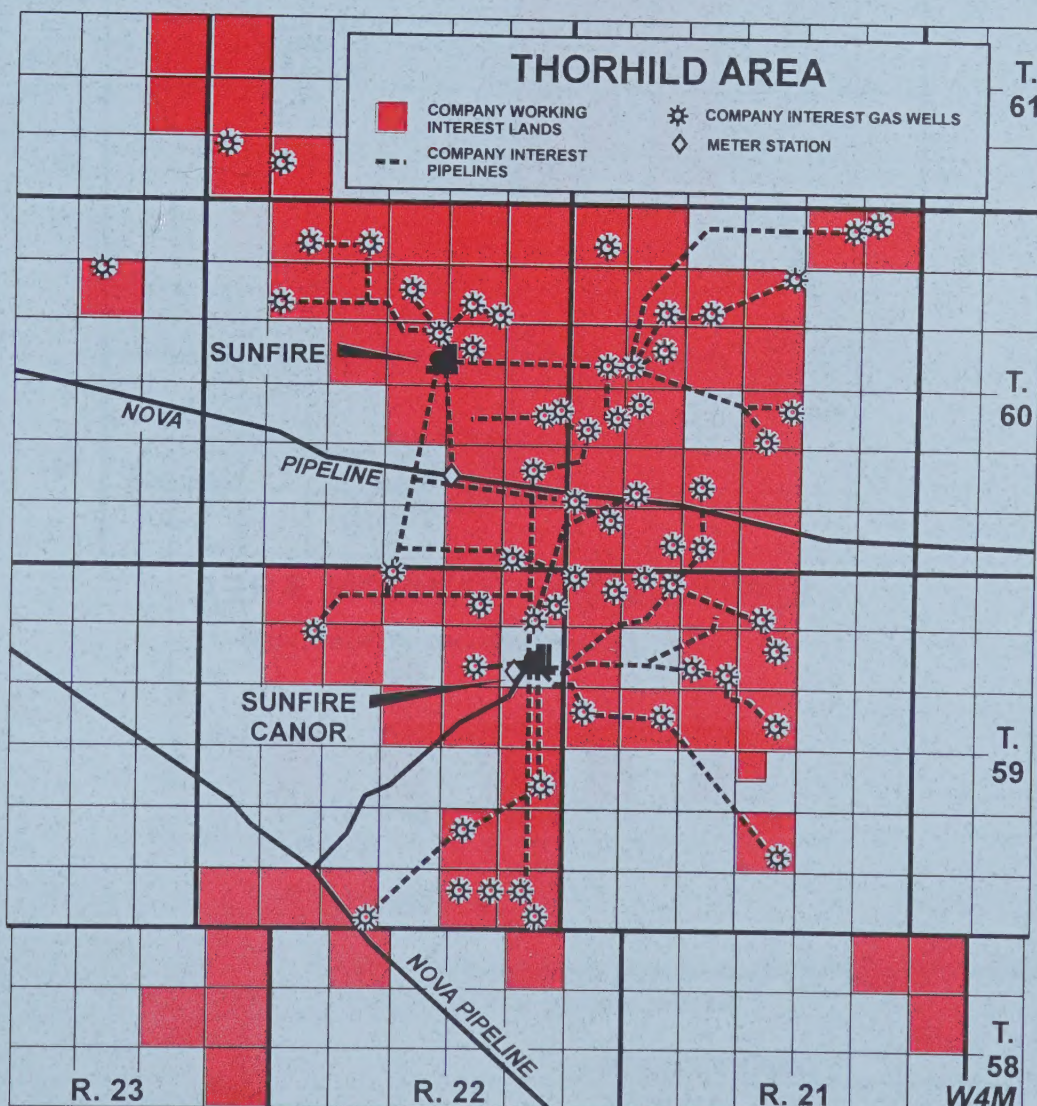 THORHILD AREA
COMPANY WORKING
INTEREST LANDS
COMPANY INTEREST
PIPELINES
COMPANY INTEREST GAS WELLS
METER STATION
T.
61
SUNFIRE
T.
60
NOVA
PIPELINE
SUNFIRE
CANOR
T.
59
NOVA PIPELINE
T.
58
R. 23
R. 22
R. 21
W4M